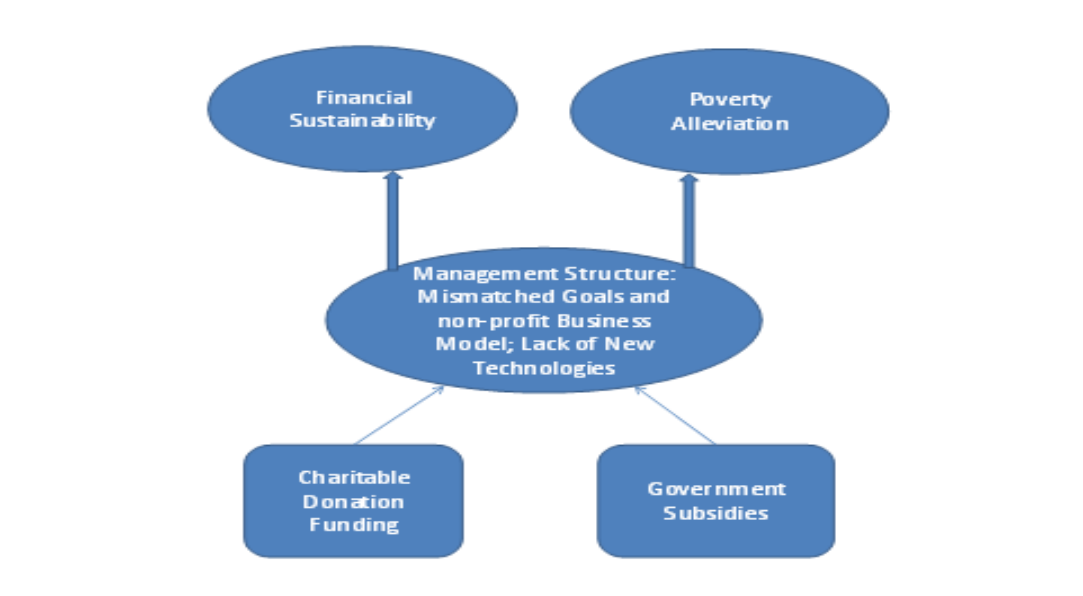 Financial
Sustainability
Poverty
Alleviation
Management Structure:
Mismatched Goals and
non-profit Business
Model; Lack of New
Technologies
Charitable
Donation
Funding
Government
Subsidies